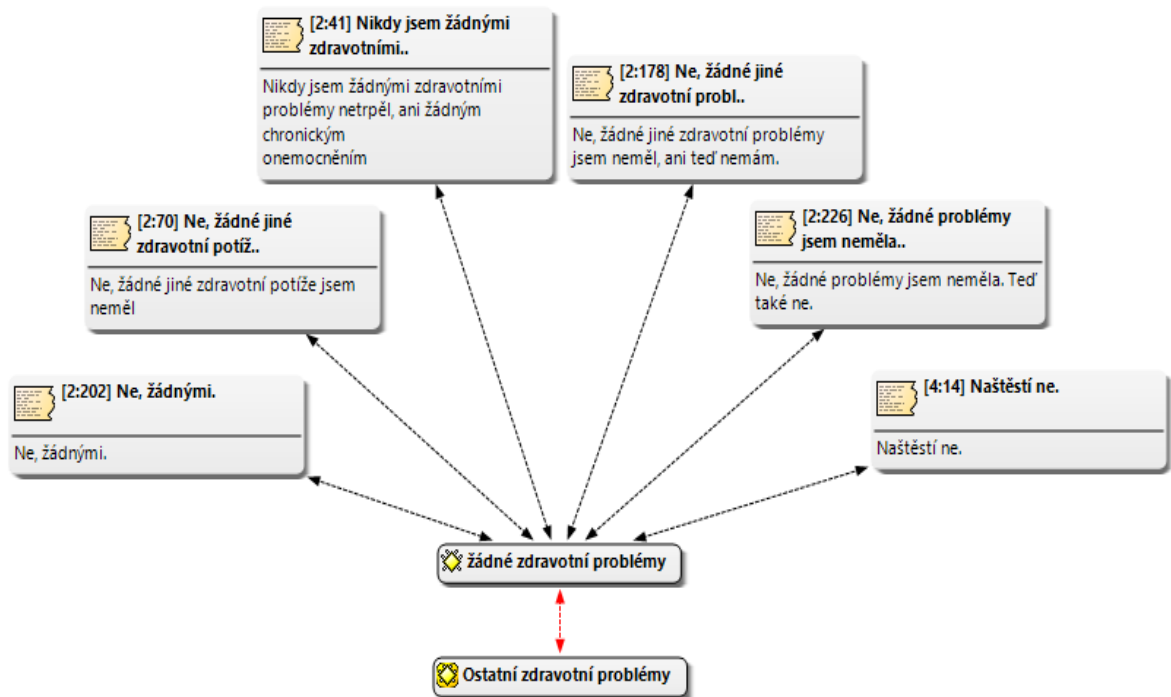 [2:41] Nikdy jsem žádnými
zdravotními..
Nikdy jsem žádnými zdravotními
problémy netrpěl, ani žádným
chronickým
onemocněním
[2:178] Ne, žádné jiné
zdravotní probl..
Ne, žádné jiné zdravotní problémy
jsem neměl, ani teď nemám.
[2:70] Ne, žádné jiné
zdravotní potíž..
Ne, žádné jiné zdravotní potíže jsem
neměl
[2:226] Ne, žádné problémy
jsem neměla..
Ne, žádné problémy jsem neměla. Teď
také ne.
[2:202] Ne, žádnými.
Ne, žádnými.
[4:14] Naštěstí ne.
Naštěstí ne.
žádné zdravotní problémy
Ostatní zdravotní problémy